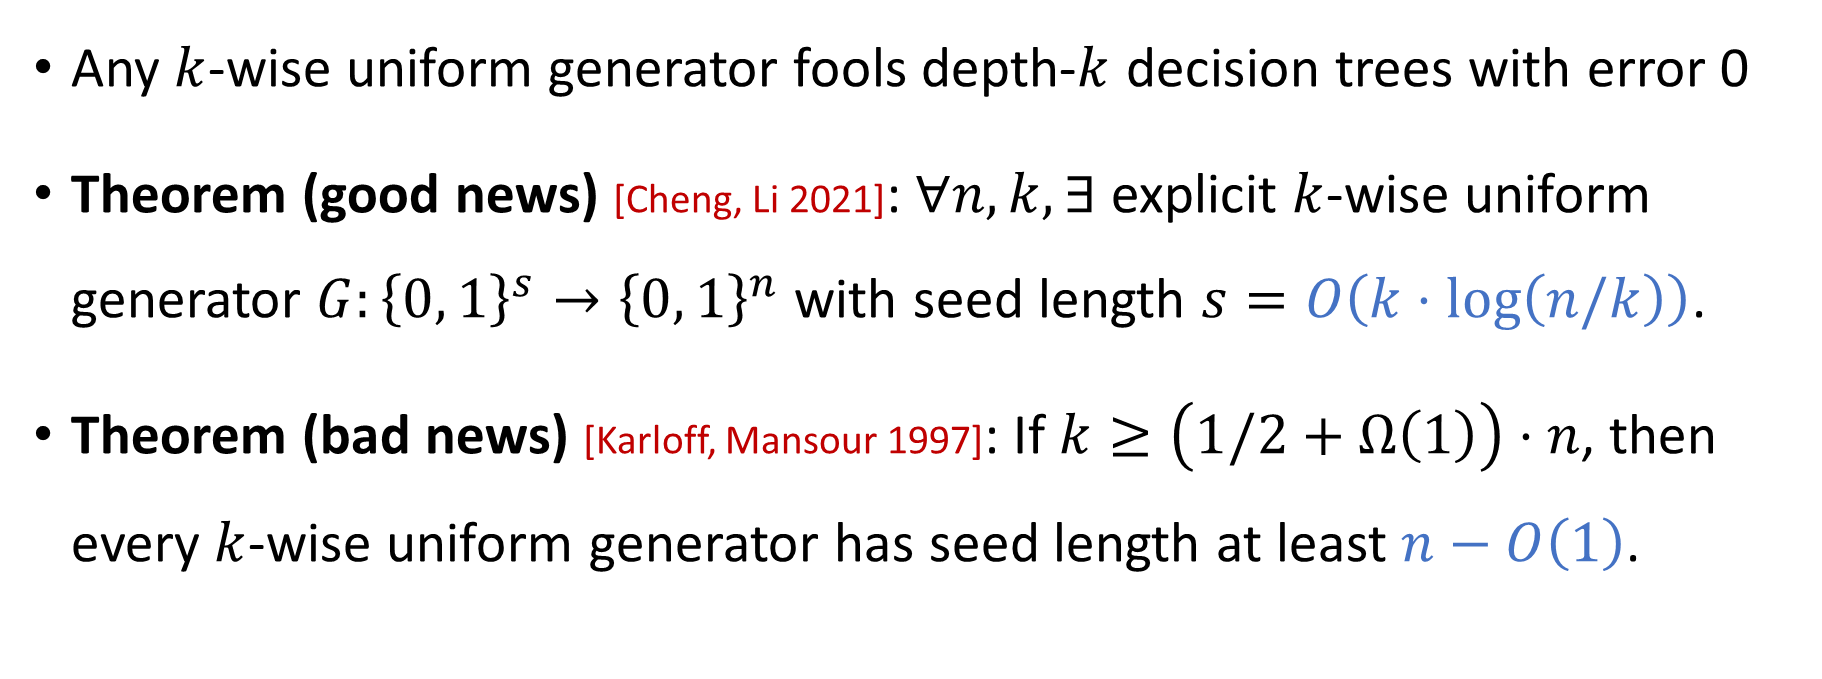 • Any 𝑘-wise uniform generator fools depth-𝑘 decision trees with error 0
• Theorem (good news) [Cheng, Li 2021]: ∀𝑛, 𝑘, ∃ explicit 𝑘-wise uniform
generator 𝐺: {0, 1}ˢ → {0, 1}ⁿ with seed length 𝑠 = 𝑂(𝑘 · log(𝑛/𝑘)).
• Theorem (bad news) [Karloff, Mansour 1997]: If 𝑘 ≥ (1/2 + Ω(1)) · 𝑛, then
every 𝑘-wise uniform generator has seed length at least 𝑛 − 𝑂(1).